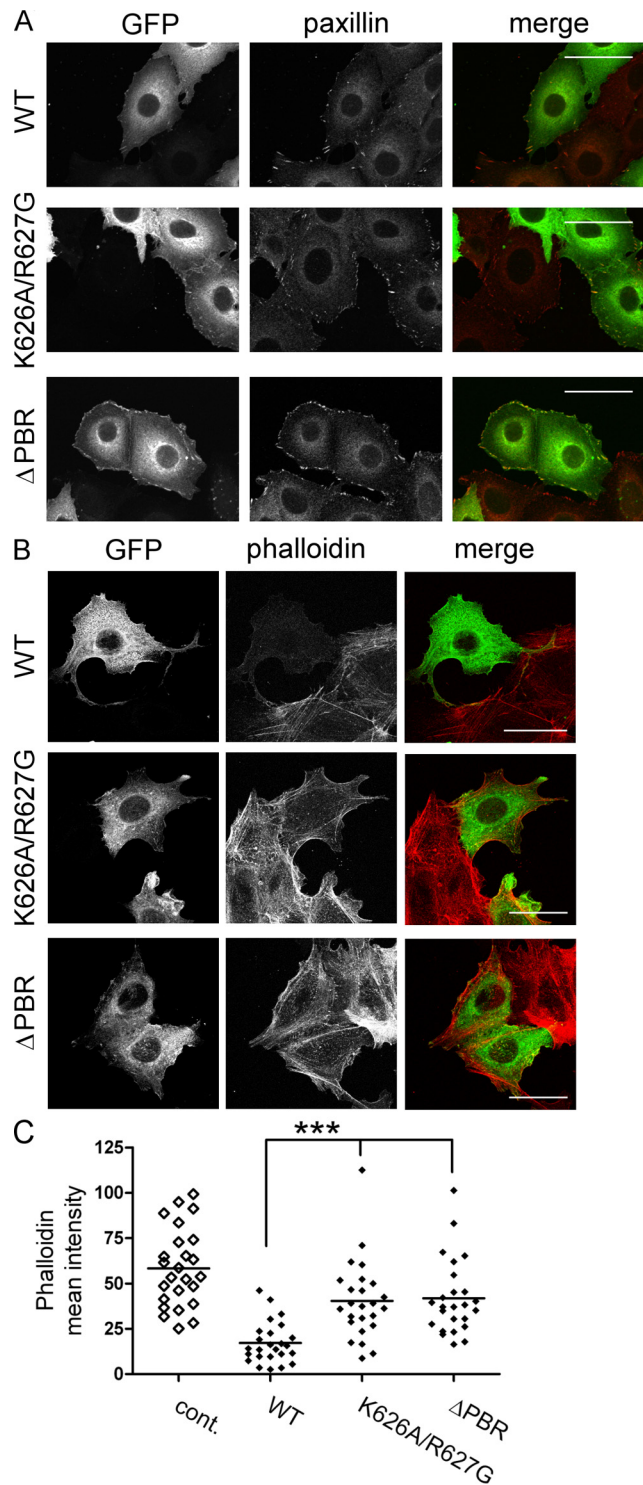 A
GFP paxillin merge
WT
K626A/R627G
ΔPBR
B
GFP phalloidin merge
WT
K626A/R627G
ΔPBR
C
***
Phalloidin
mean intensity
125
100
75
50
25
0
cont. WT K626A/R627G ΔPBR